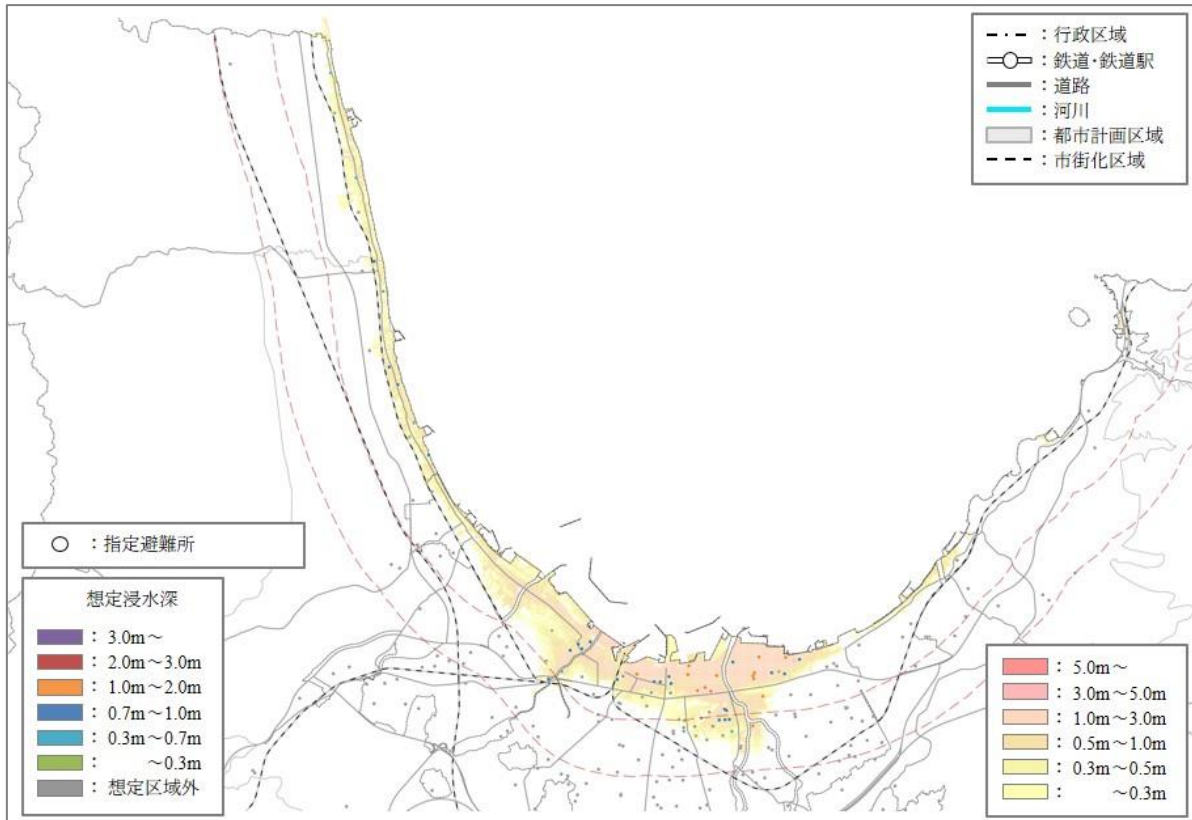 ：行政区域
：鉄道・鉄道駅
：道路
：河川
：都市計画区域
：市街化区域
：指定避難所
想定浸水深
：3.0m～
：2.0m～3.0m
：1.0m～2.0m
：0.7m～1.0m
：0.3m～0.7m
：～0.3m
：想定区域外
：5.0m～
：3.0m～5.0m
：1.0m～3.0m
：0.5m～1.0m
：0.3m～0.5m
：～0.3m